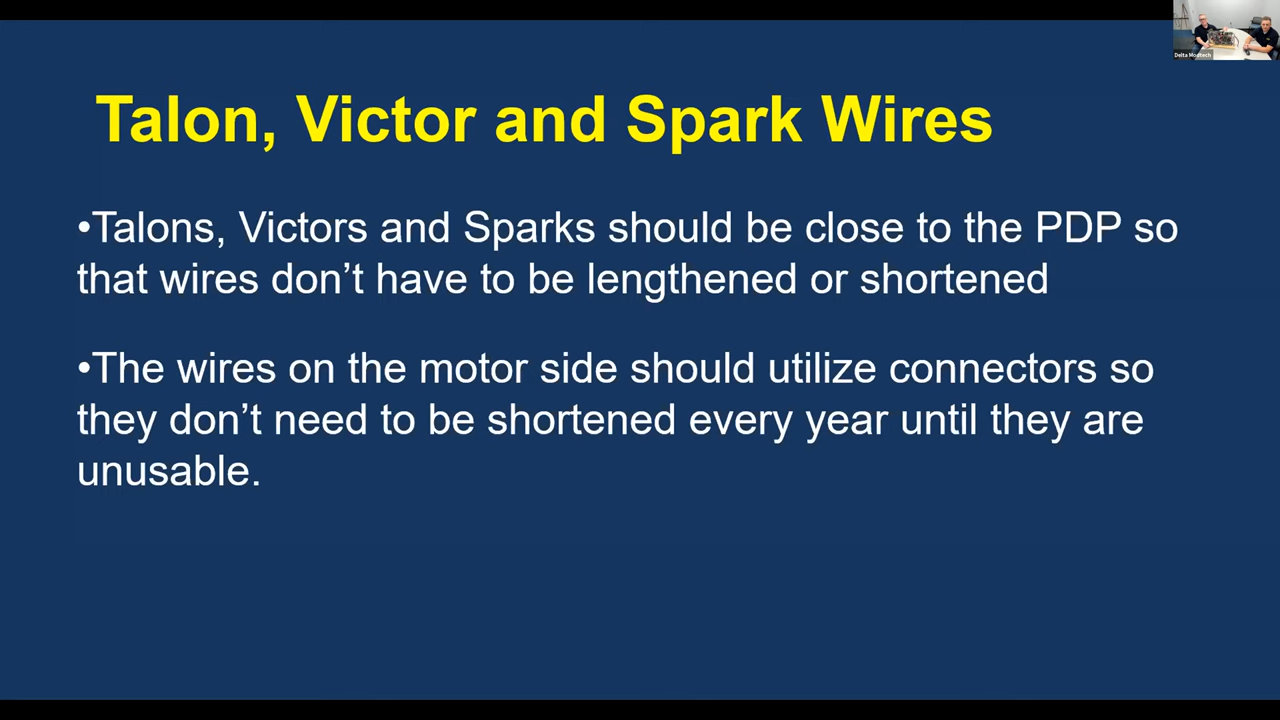 Delta Modtech
Talon, Victor and Spark Wires
•Talons, Victors and Sparks should be close to the PDP so
that wires don’t have to be lengthened or shortened
•The wires on the motor side should utilize connectors so
they don’t need to be shortened every year until they are
unusable.